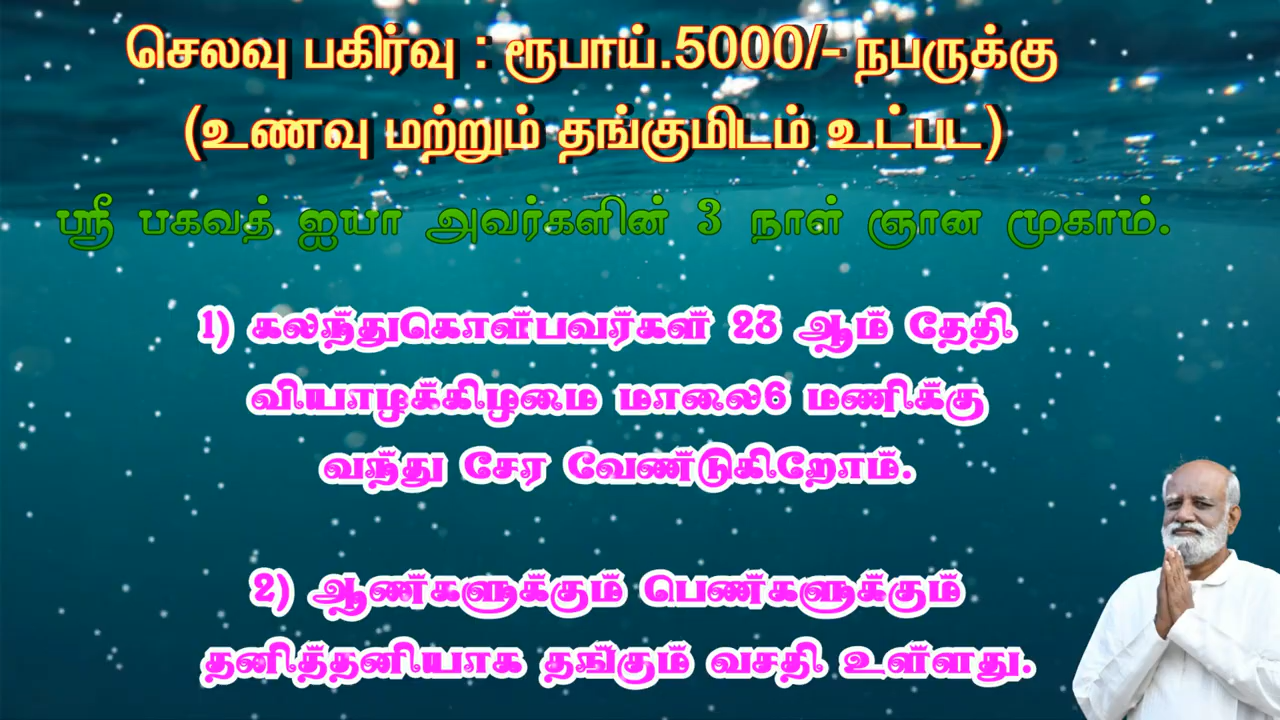 செலவு பகிர்வு : ரூபாய்.5000/- நபருக்கு
(உணவு மற்றும் தங்குமிடம் உட்பட)
ஸ்ரீ பகவத் ஐயா அவர்களின் 3 நாள் ஞான முகாம்.
1) கலந்துகொள்பவர்கள் 23 ஆம் தேதி
வியாழக்கிழமை மாலை6 மணிக்கு
வந்து சேர வேண்டுகிறோம்.
2) ஆண்களுக்கும் பெண்களுக்கும்
தனித்தனியாக தங்கும் வசதி உள்ளது.